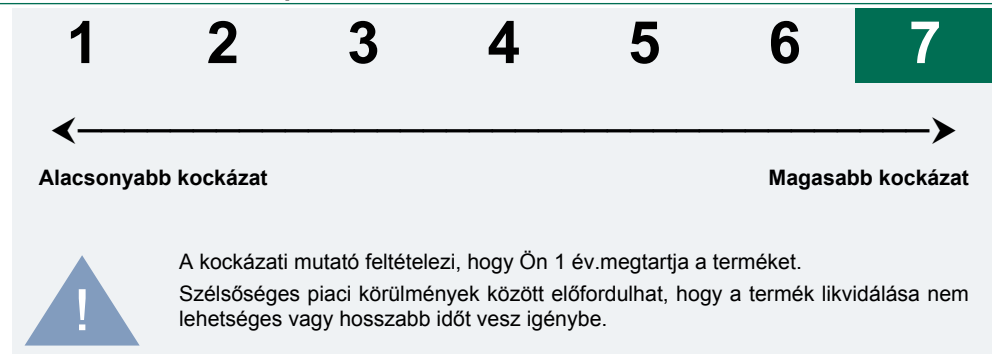 1 2 3 4 5 6 7
Alacsonyabb kockázat Magasabb kockázat
A kockázati mutató feltételezi, hogy Ön 1 év.megtartja a terméket.
Szélsőséges piaci körülmények között előfordulhat, hogy a termék likvidálása nem
lehetséges vagy hosszabb időt vesz igénybe.
!